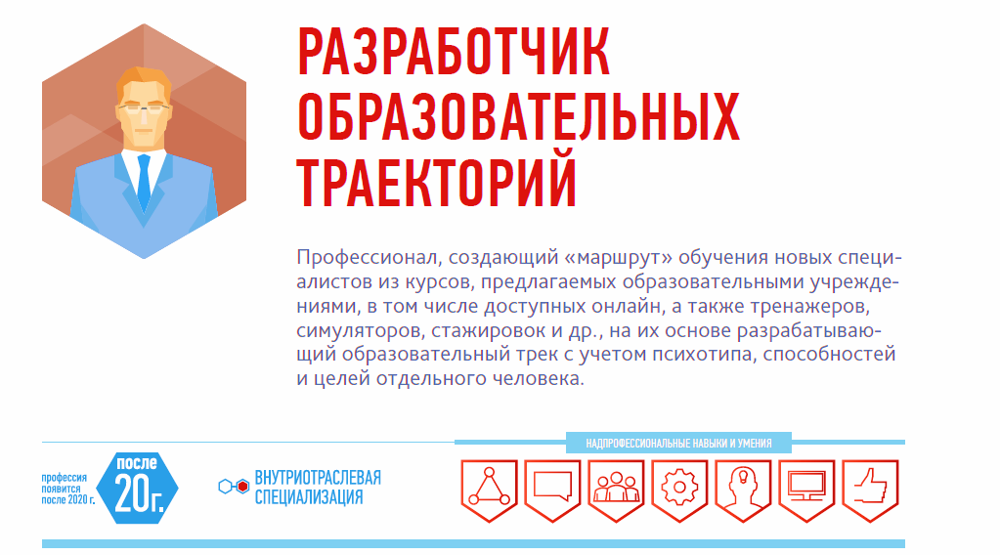 РАЗРАБОТЧИК
ОБРАЗОВАТЕЛЬНЫХ
ТРАЕКТОРИЙ
Профессионал, создающий «маршрут» обучения новых специ-
алистов из курсов, предлагаемых образовательными учрежде-
ниями, в том числе доступных онлайн, а также тренажеров,
симуляторов, стажировок и др., на их основе разрабатываю-
щий образовательный трек с учетом психотипа, способностей
и целей отдельного человека.
профессия
появится
после 2020 г.
после
20г.
ВНУТРИОТРАСЛЕВАЯ
СПЕЦИАЛИЗАЦИЯ
НАДПРОФЕССИОНАЛЬНЫЕ НАВЫКИ И УМЕНИЯ